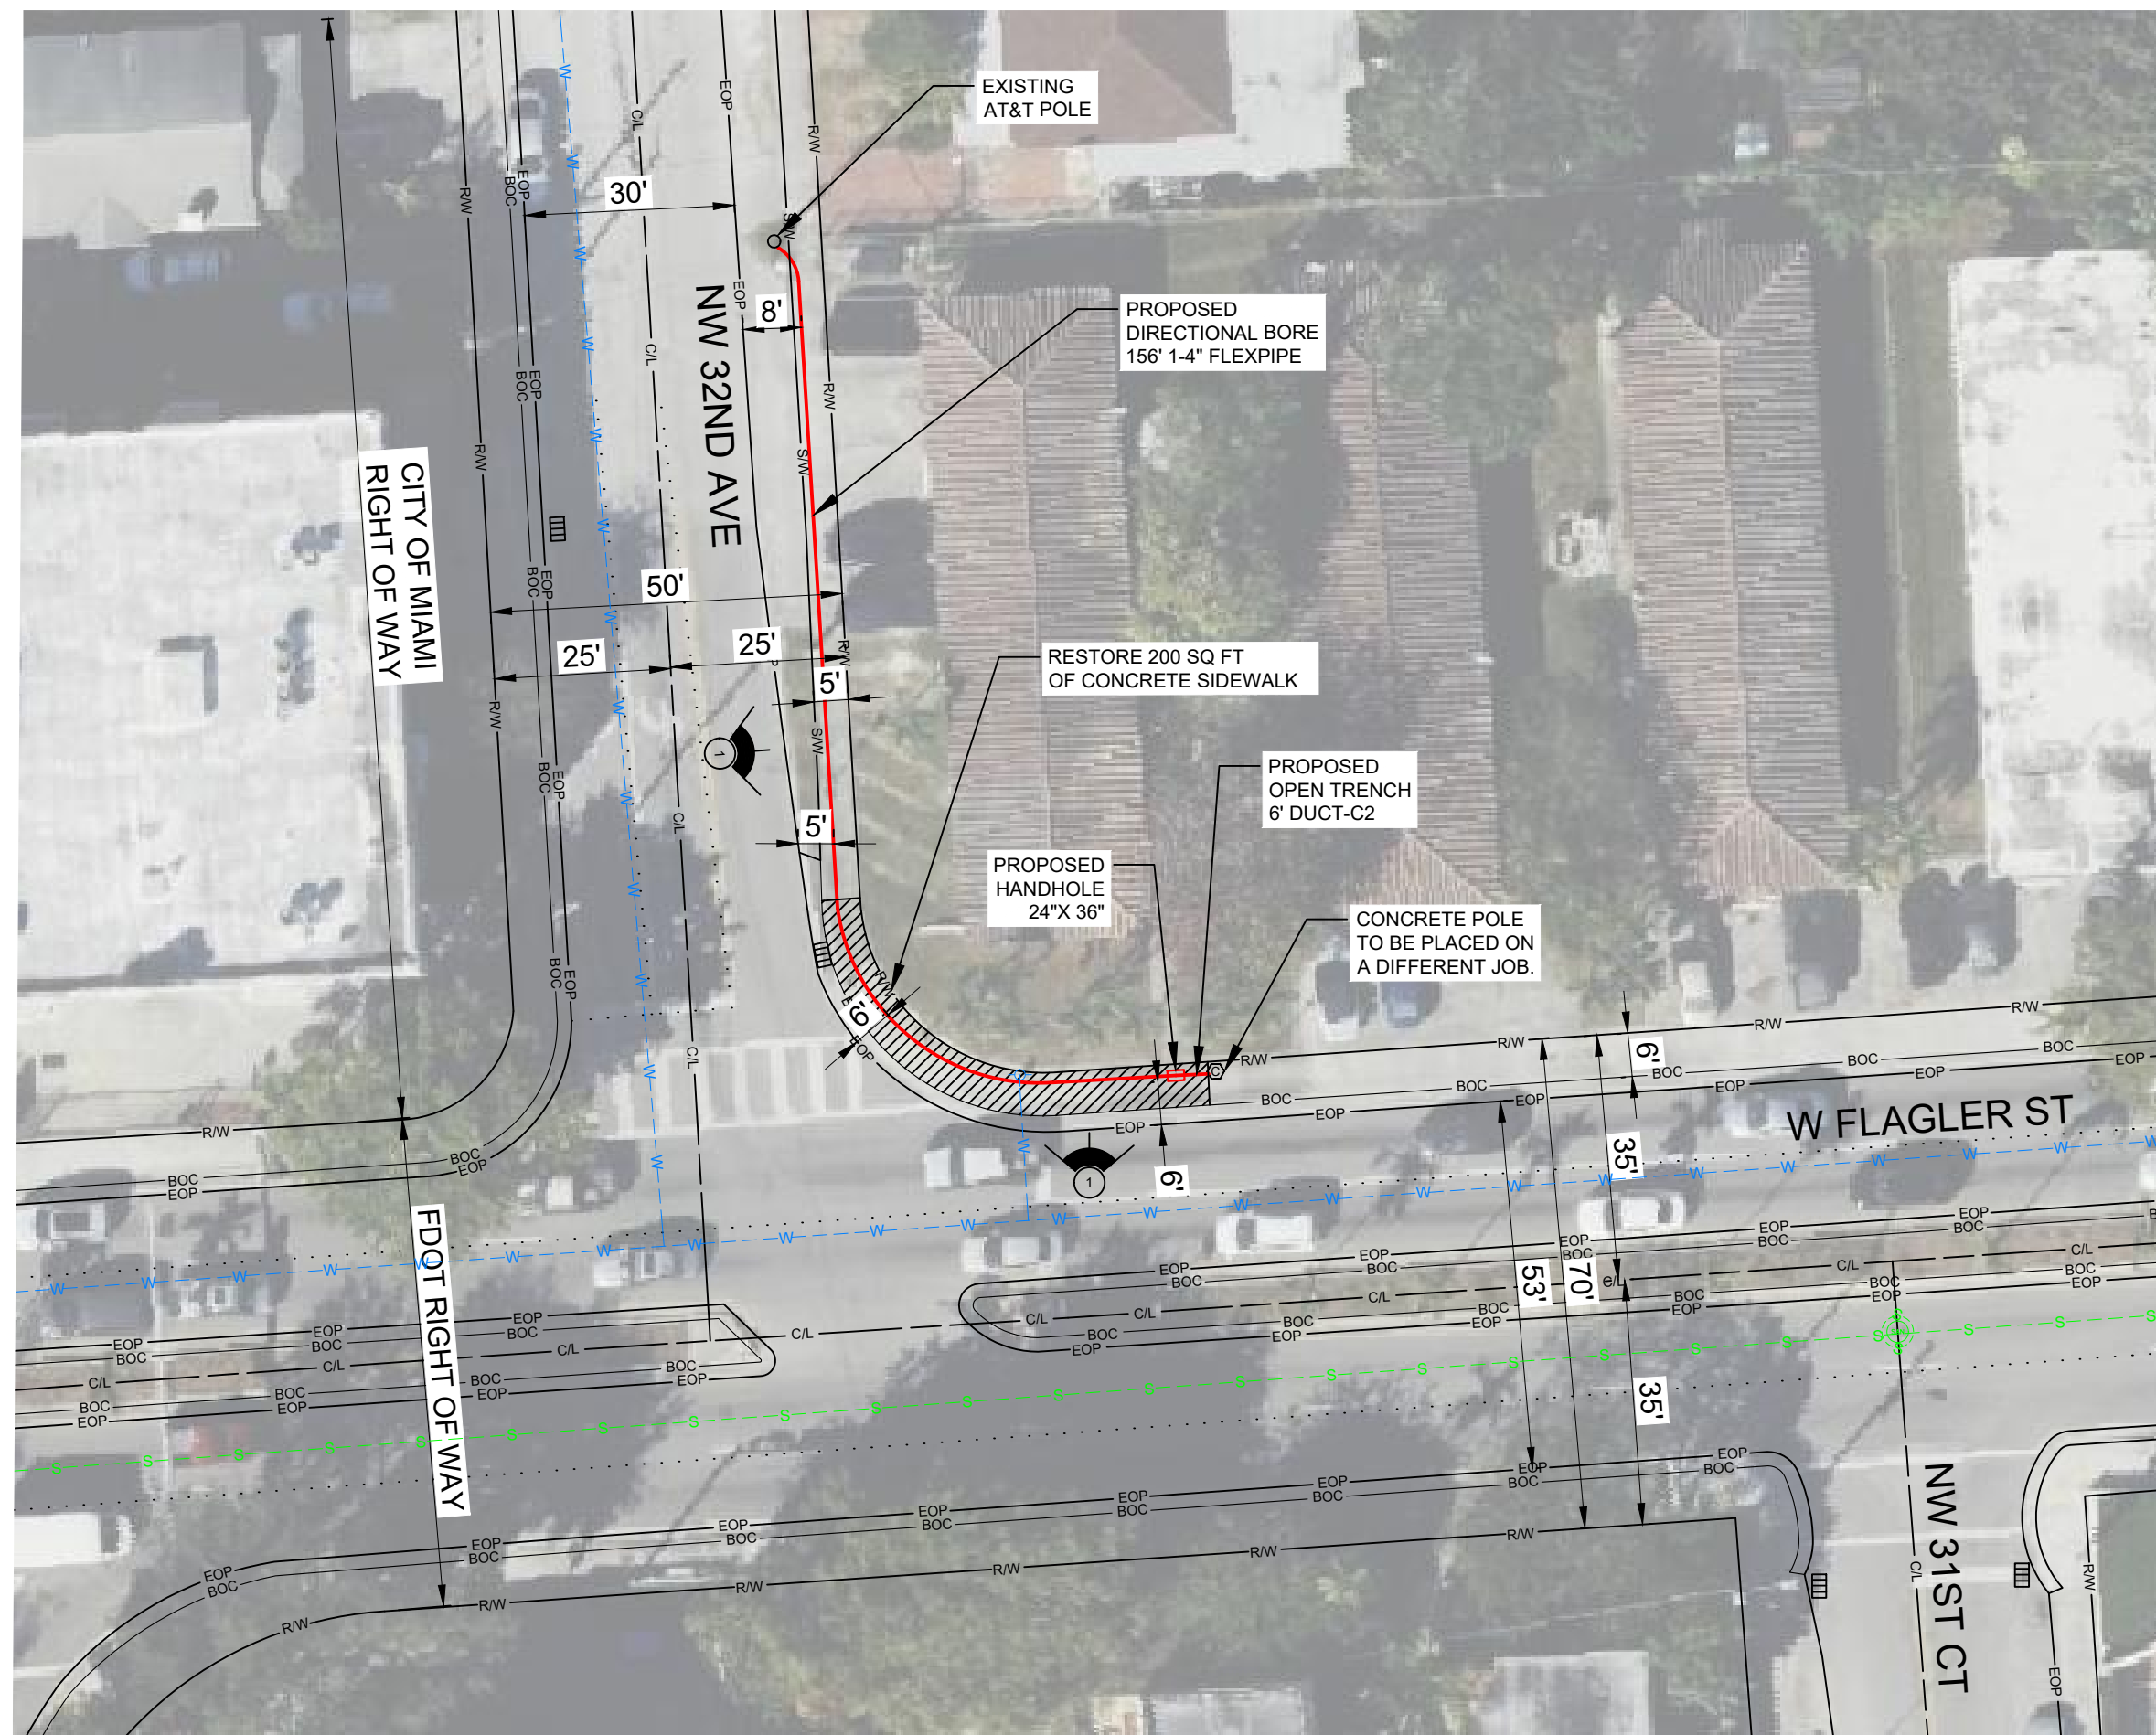 EXISTING
AT&T POLE
30'
8'
NW 32ND AVE
PROPOSED
DIRECTIONAL BORE
156' 1-4" FLEXPIPE
CITY OF MIAMI
RIGHT OF WAY
50'
25'
25'
5'
RESTORE 200 SQ FT
OF CONCRETE SIDEWALK
1
PROPOSED
OPEN TRENCH
6' DUCT-C2
5'
PROPOSED
HANDHOLE
24"X 36"
CONCRETE POLE
TO BE PLACED ON
A DIFFERENT JOB.
6'
C
6'
W FLAGLER ST
35'
6'
1
FDOT RIGHT OF WAY
53'
70'
35'
NW 31ST CT
R/W
BOC
EOP
C/L
S/W
W
S